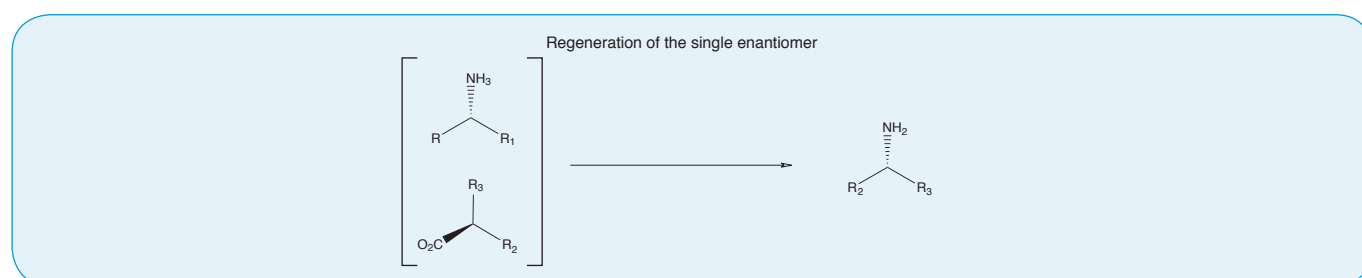 Regeneration of the single enantiomer
NH₃
R
R₁
R₃
O₂C
R₂
NH₂
R₂
R₃